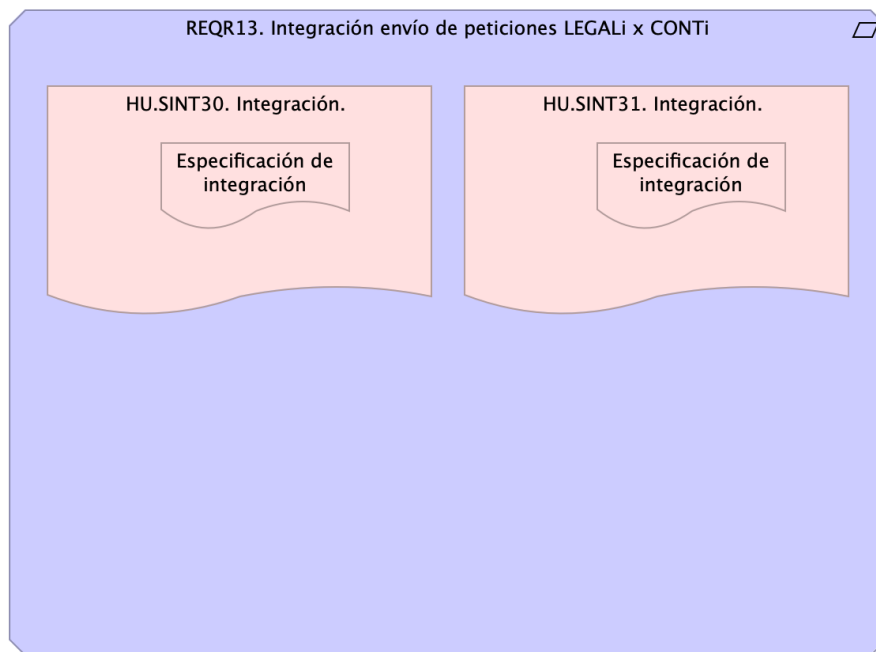 REQR13. Integración envío de peticiones LEGALi x CONTi
HU.SINT30. Integración.
Especificación de
integración
HU.SINT31. Integración.
Especificación de
integración